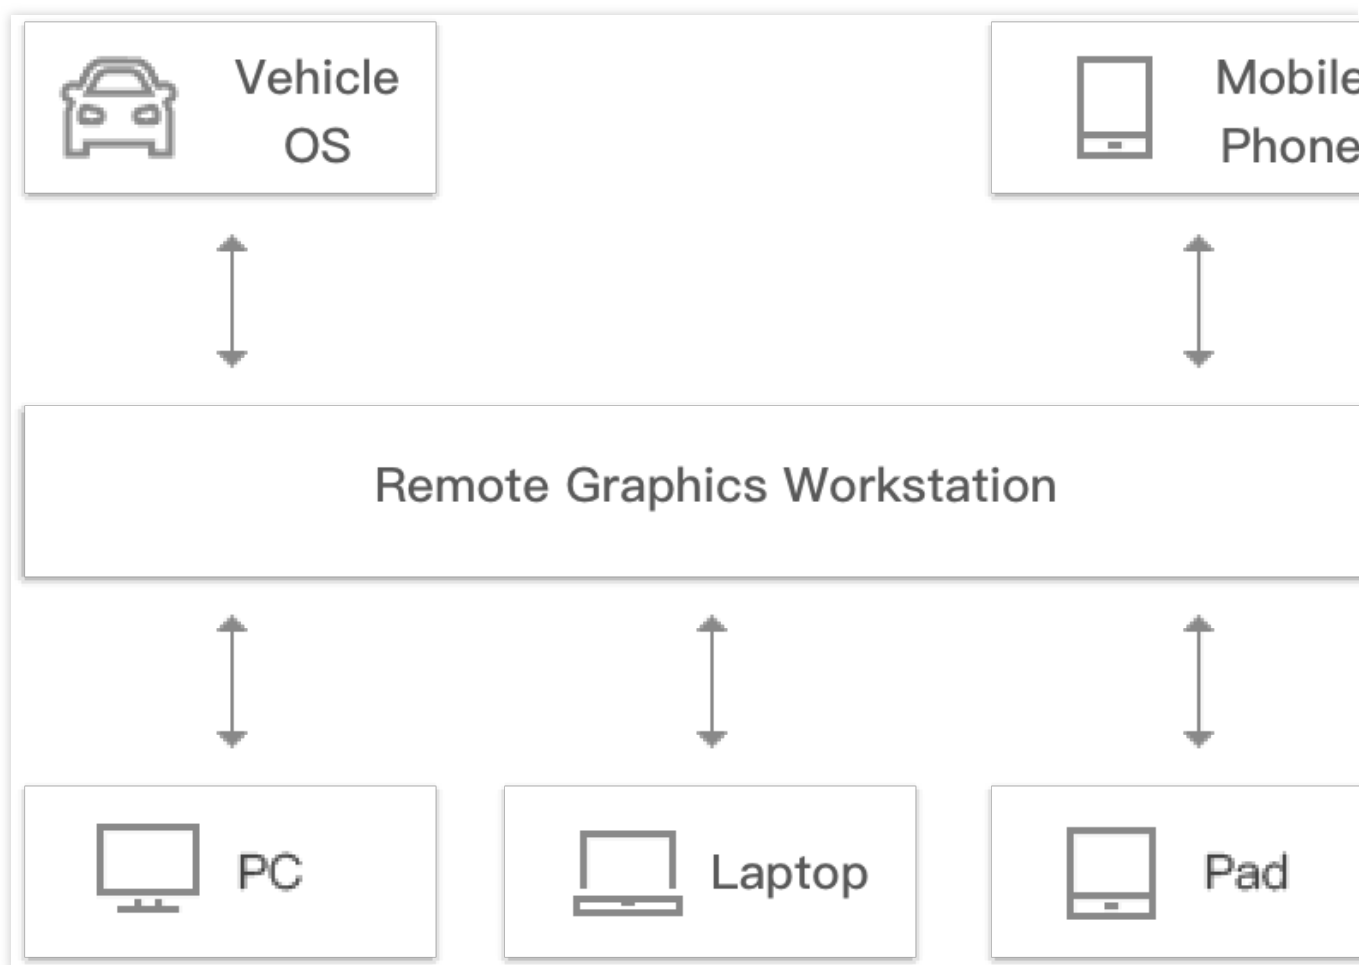 Vehicle
OS
Mobile
Phone
Remote Graphics Workstation
PC
Laptop
Pad